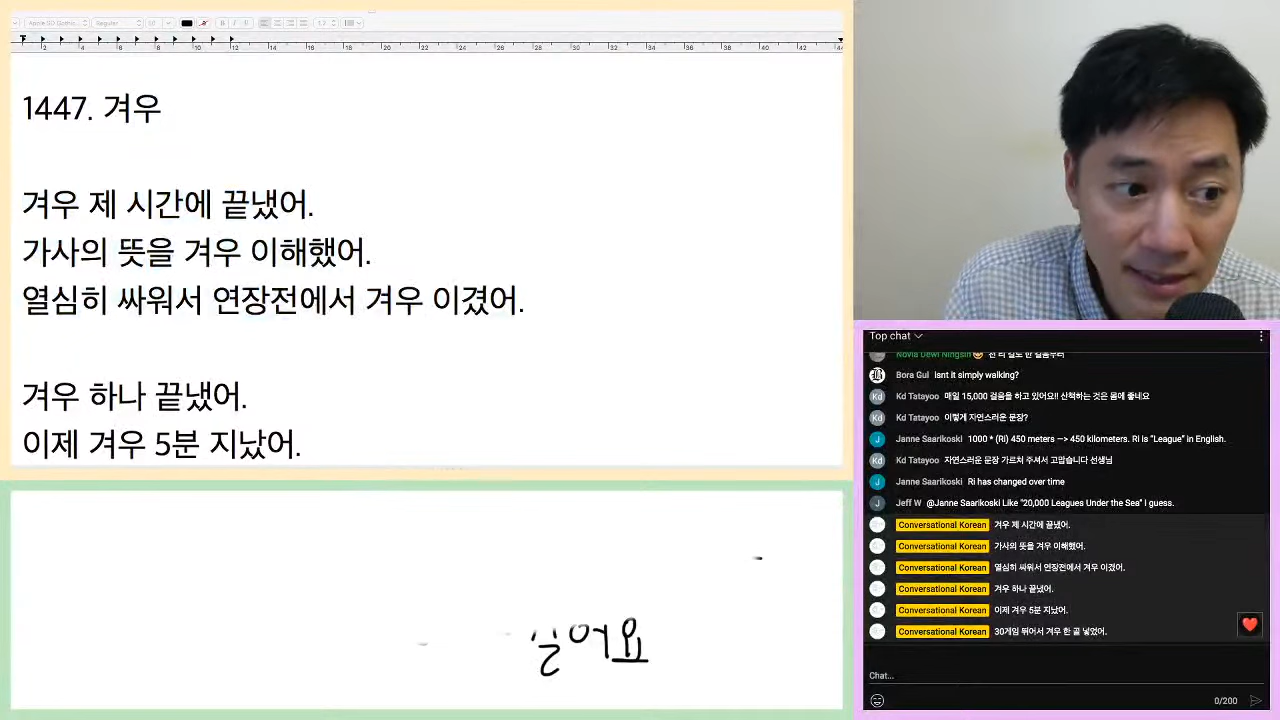 1447. 겨우
겨우 제 시간에 끝냈어.
가사의 뜻을 겨우 이해했어.
열심히 싸워서 연장전에서 겨우 이겼어.
겨우 하나 끝냈어.
이제 겨우 5분 지났어.
어요
Top chat
Novia Dewi Ningsih
Bora Gul isnt it simply walking?
Kd Tatayoo 매일 15,000 걸음을 하고 있어요!! 산책하는 것은 몸에 좋네요
Kd Tatayoo 이렇게 자연스러운 문장?
Janne Saarikoski 1000 * (Ri) 450 meters —> 450 kilometers. Ri is "League" in English.
Kd Tatayoo 자연스러운 문장 가르쳐 주셔서 고맙습니다 선생님
Janne Saarikoski Ri has changed over time
Jeff W @Janne Saarikoski Like "20,000 Leagues Under the Sea" I guess.
Conversational Korean 겨우 제 시간에 끝냈어.
Conversational Korean 가사의 뜻을 겨우 이해했어.
Conversational Korean 열심히 싸워서 연장전에서 겨우 이겼어.
Conversational Korean 겨우 하나 끝냈어.
Conversational Korean 이제 겨우 5분 지났어.
Conversational Korean 30게임 뛰어서 겨우 한 골 넣었어.
Chat...
0/200